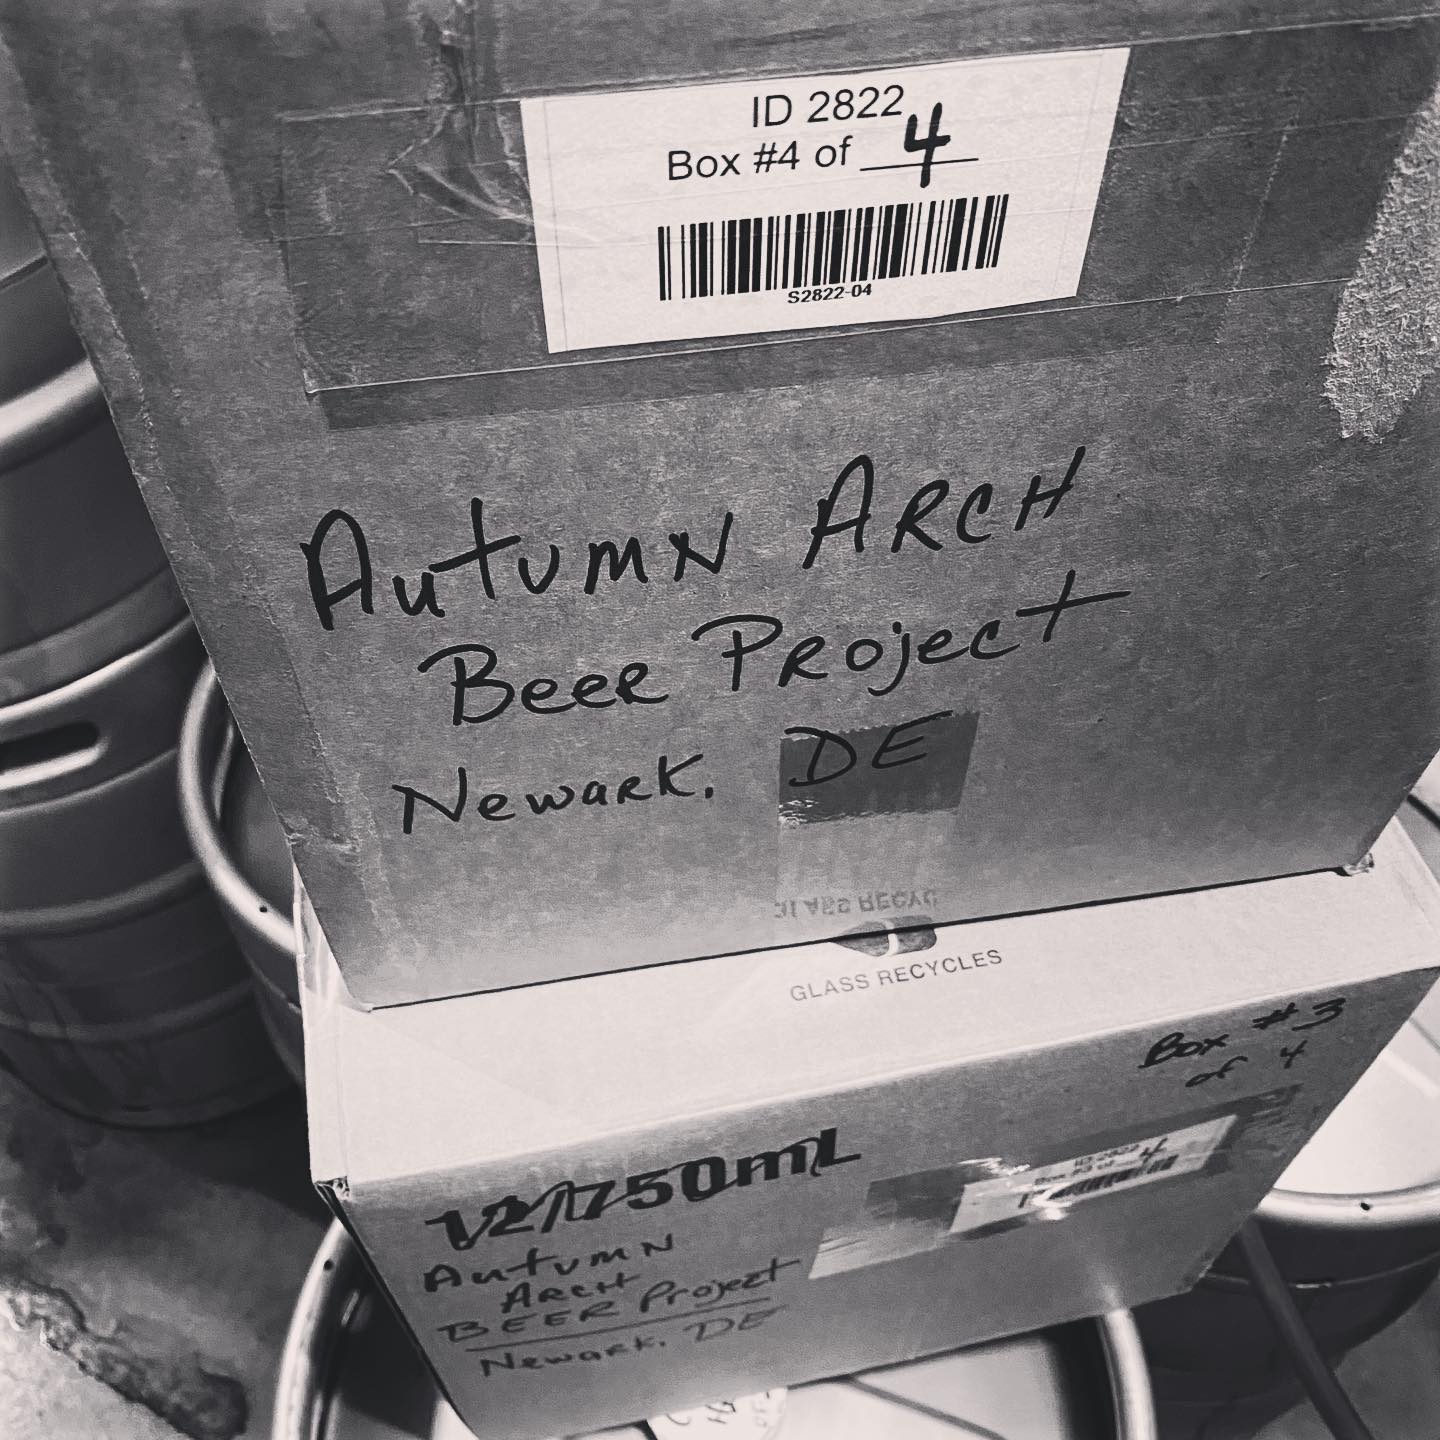 ID 2822
Box #4 of 4
S2822-04
Autumn Arch
Beer Project
Newark, DE
GLASS RECYCLES
Box #3
of 4
12/750mL
Autumn
Arch
BEER Project
Newark, DE